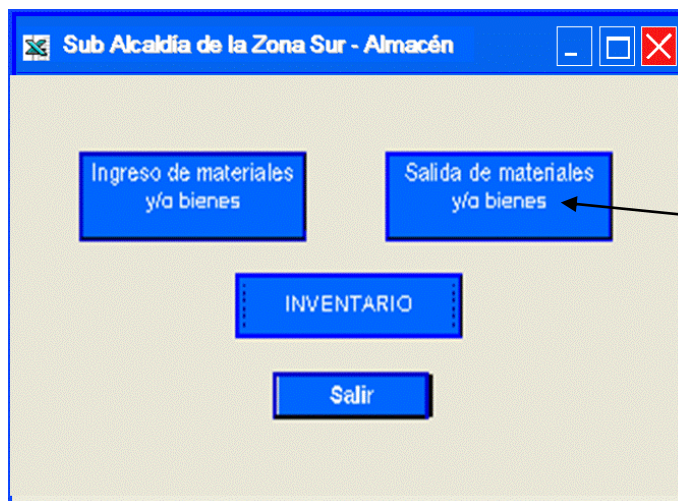 Sub Alcaldía de la Zona Sur - Almacén
Ingreso de materiales
y/o bienes
Salida de materiales
y/o bienes
INVENTARIO
Salir